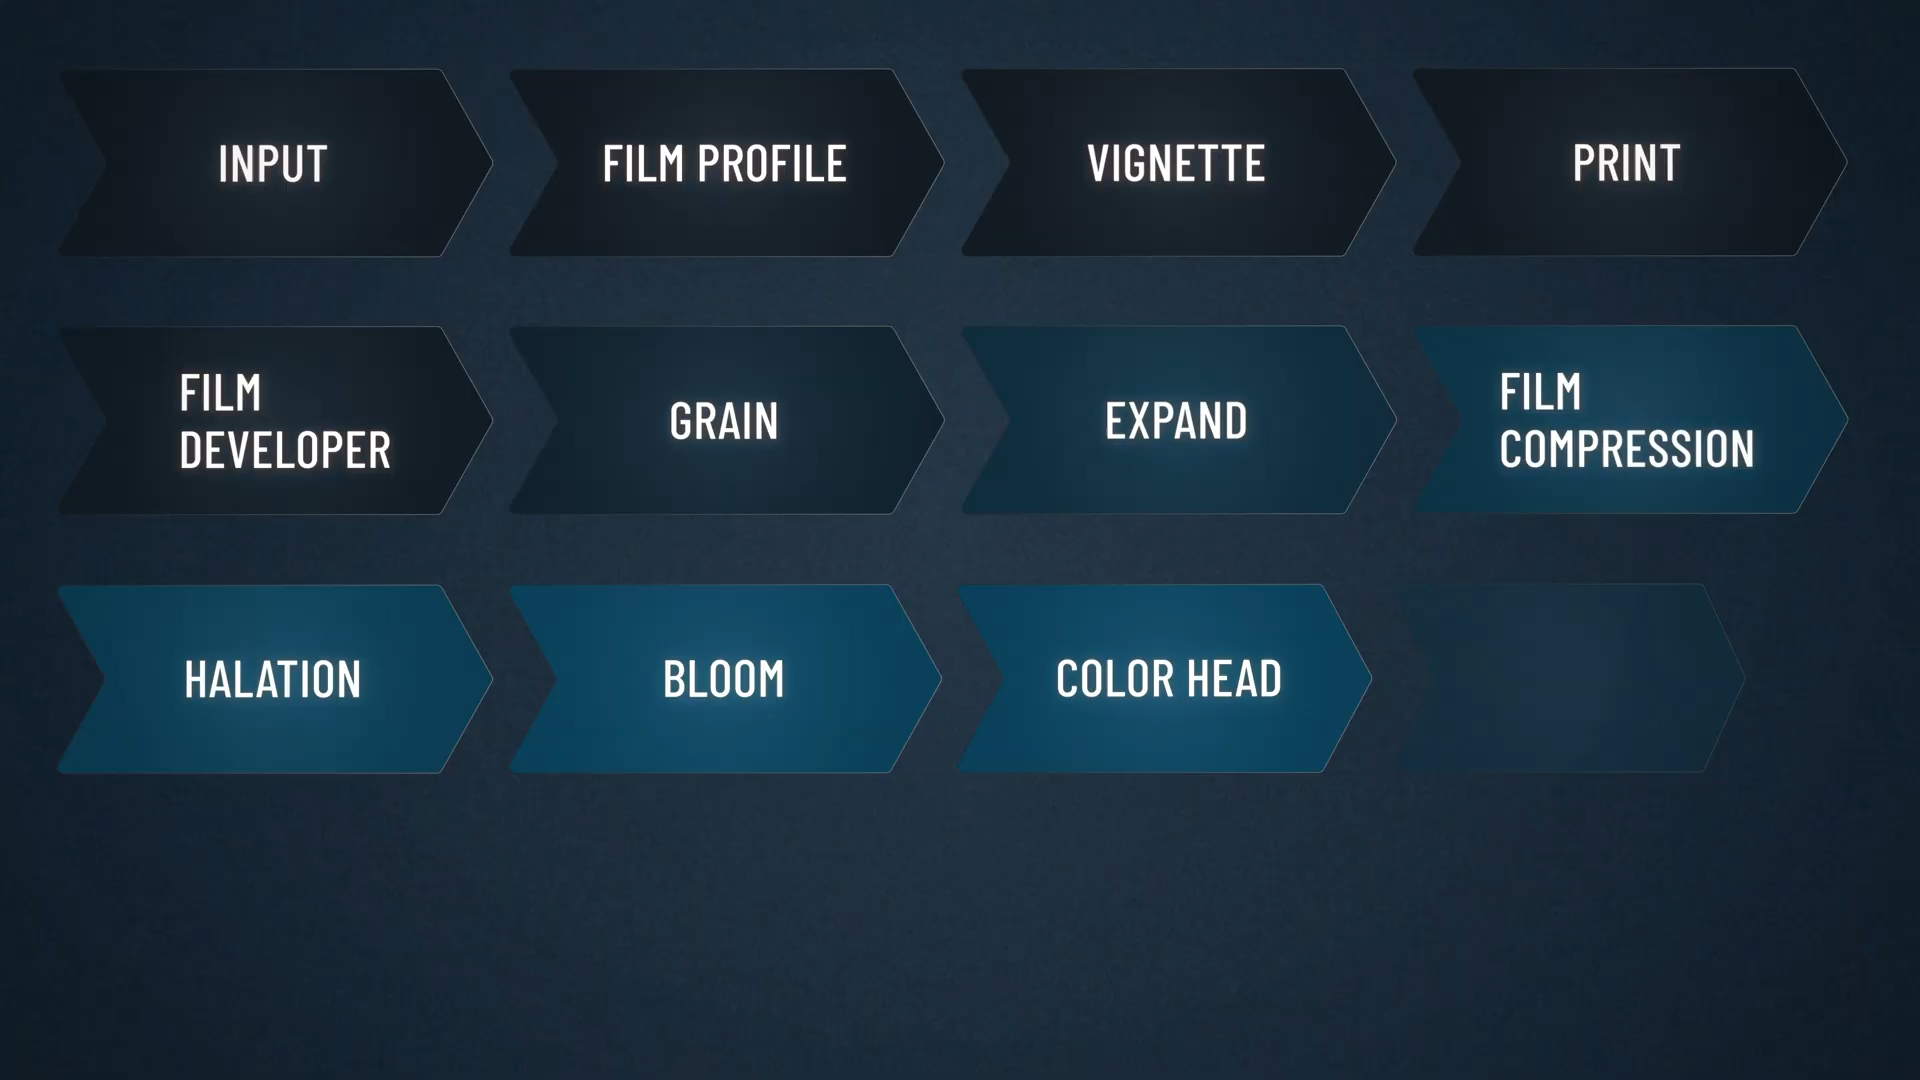 INPUT
FILM PROFILE
VIGNETTE
PRINT
FILM
DEVELOPER
GRAIN
EXPAND
FILM
COMPRESSION
HALATION
BLOOM
COLOR HEAD